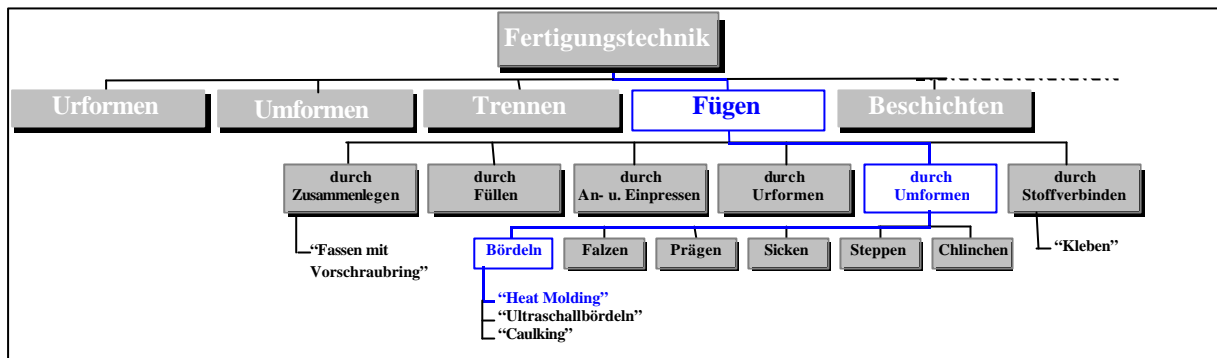 Fertigungstechnik
Urformen
Umformen
Trennen
Fügen
Beschichten
durch
Zusammenlegen
durch
Füllen
durch
An- u. Einpressen
durch
Urformen
durch
Umformen
durch
Stoffverbinden
“Fassen mit
Vorschraubring”
Bördeln
Falzen
Prägen
Sicken
Steppen
Chlinchen
“Kleben”
“Heat Molding”
“Ultraschallbördeln”
“Caulking”